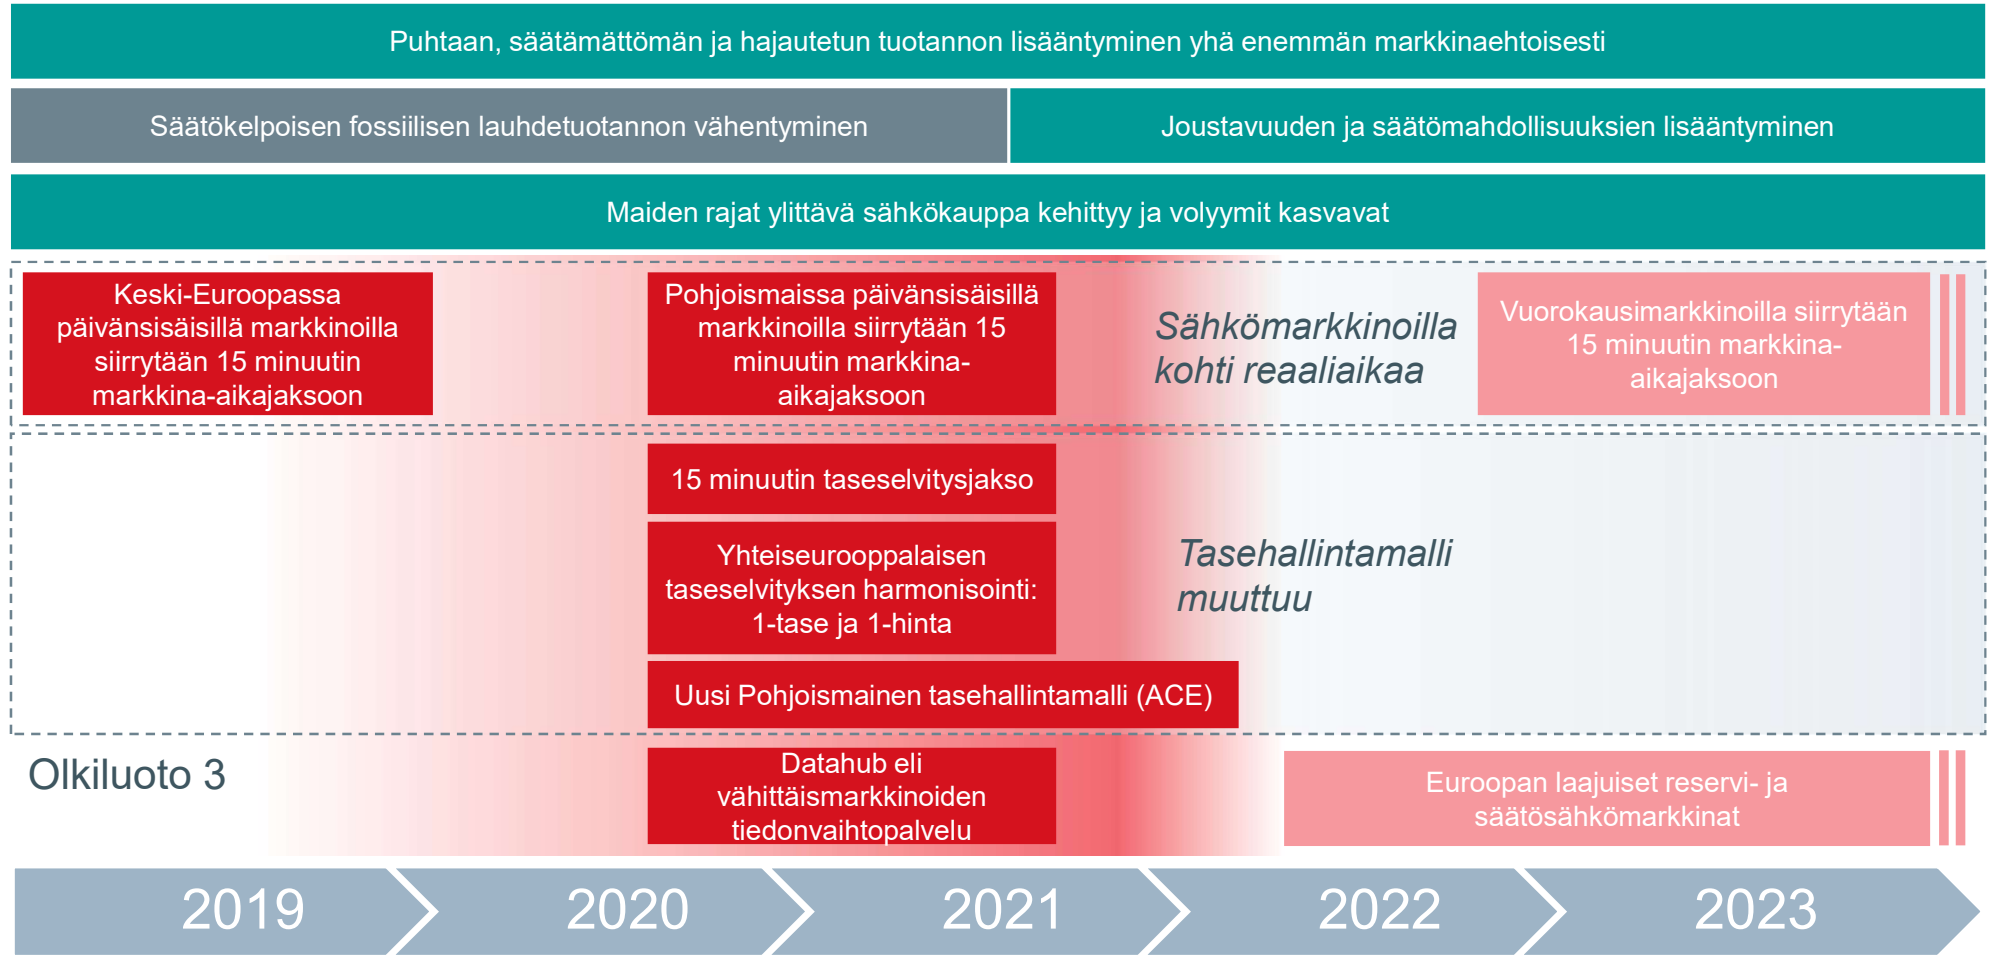 Puhtaan, säätämättömän ja hajautetun tuotannon lisääntyminen yhä enemmän markkinaehtoisesti
Säätökelpoisen fossiilisen lauhdetuotannon vähentyminen
Joustavuuden ja säätömahdollisuuksien lisääntyminen
Maiden rajat ylittävä sähkökauppa kehittyy ja volyymit kasvavat
Keski-Euroopassa
päivänsisäisillä markkinoilla
siirrytään 15 minuutin
markkina-aikajaksoon
Pohjoismaissa päivänsisäisillä
markkinoilla siirrytään 15
minuutin markkina-
aikajaksoon
Sähkömarkkinoilla
kohti reaaliaikaa
Vuorokausimarkkinoilla siirrytään
15 minuutin markkina-
aikajaksoon
15 minuutin taseselvitysjakso
Yhteiseurooppalaisen
taseselvityksen harmonisointi:
1-tase ja 1-hinta
Tasehallintamalli
muuttuu
Uusi Pohjoismainen tasehallintamalli (ACE)
Olkiluoto 3
Datahub eli
vähittäismarkkinoiden
tiedonvaihtopalvelu
Euroopan laajuiset reservi- ja
säätösähkömarkkinat
2019
2020
2021
2022
2023